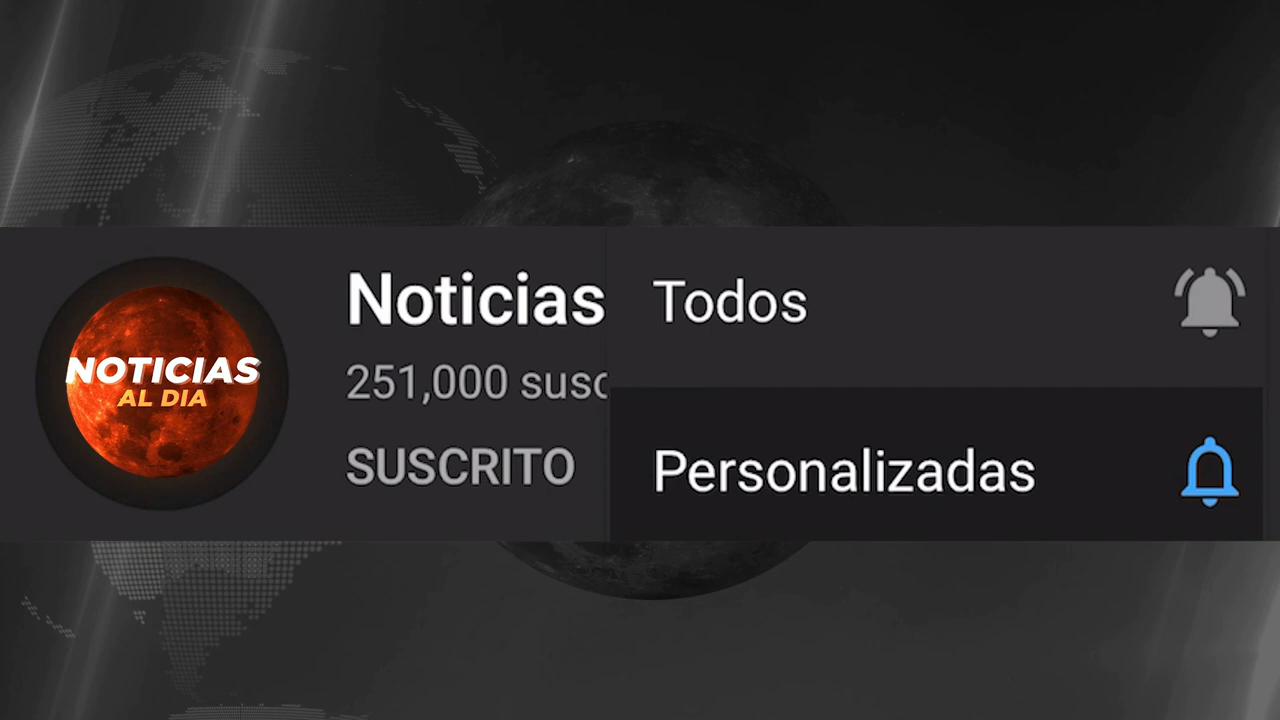 NOTICIAS
AL DIA
Noticias
251,000 susc
SUSCRITO
Todos
Personalizadas